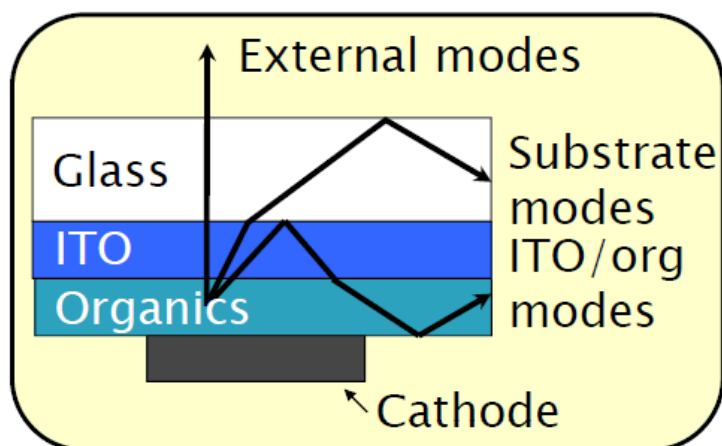 External modes
Glass
Substrate
modes
ITO
ITO/org
modes
Organics
Cathode